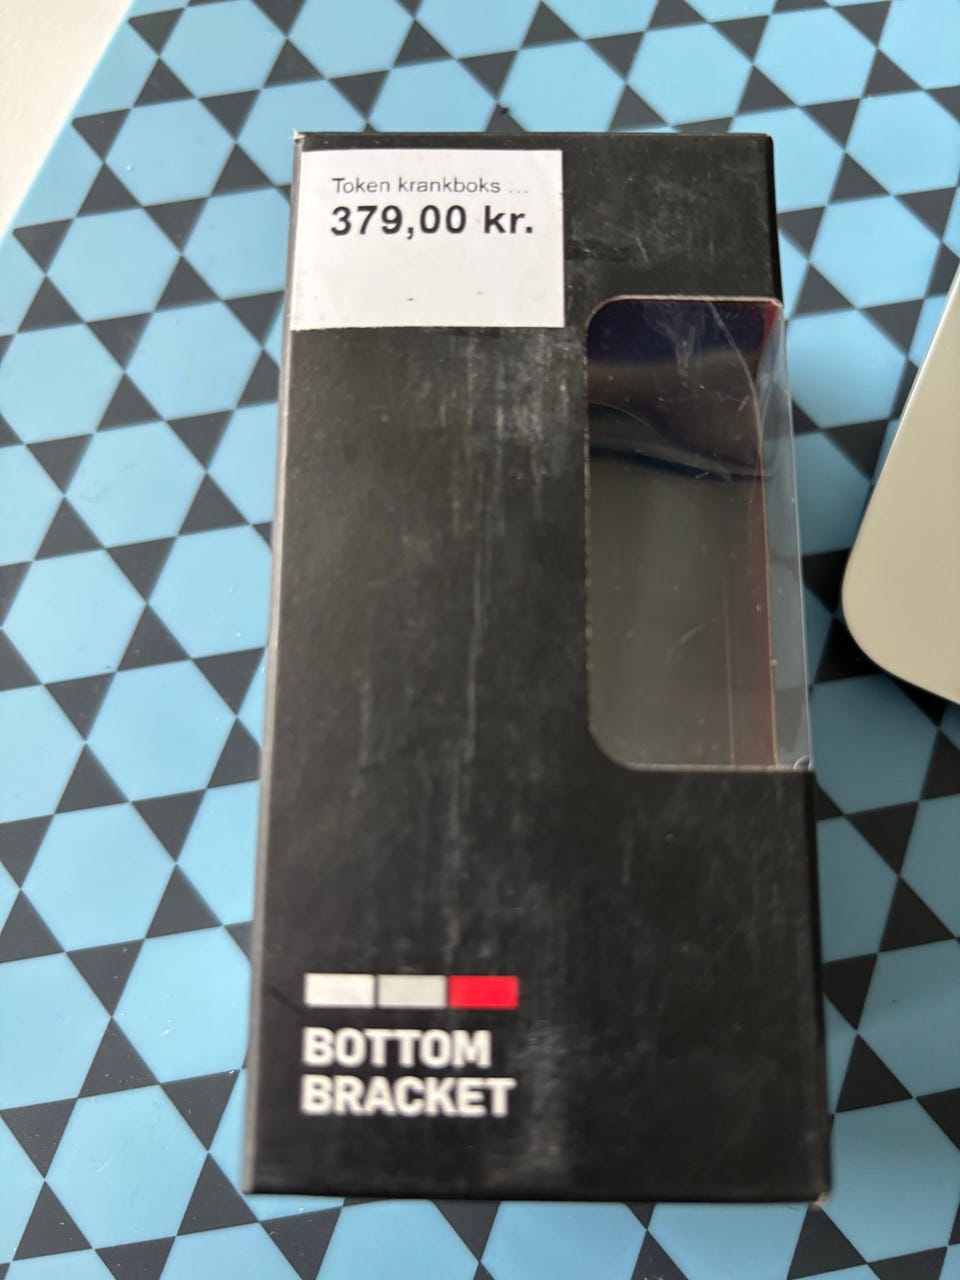 Token krankboks ...
379,00 kr.
BOTTOM
BRACKET